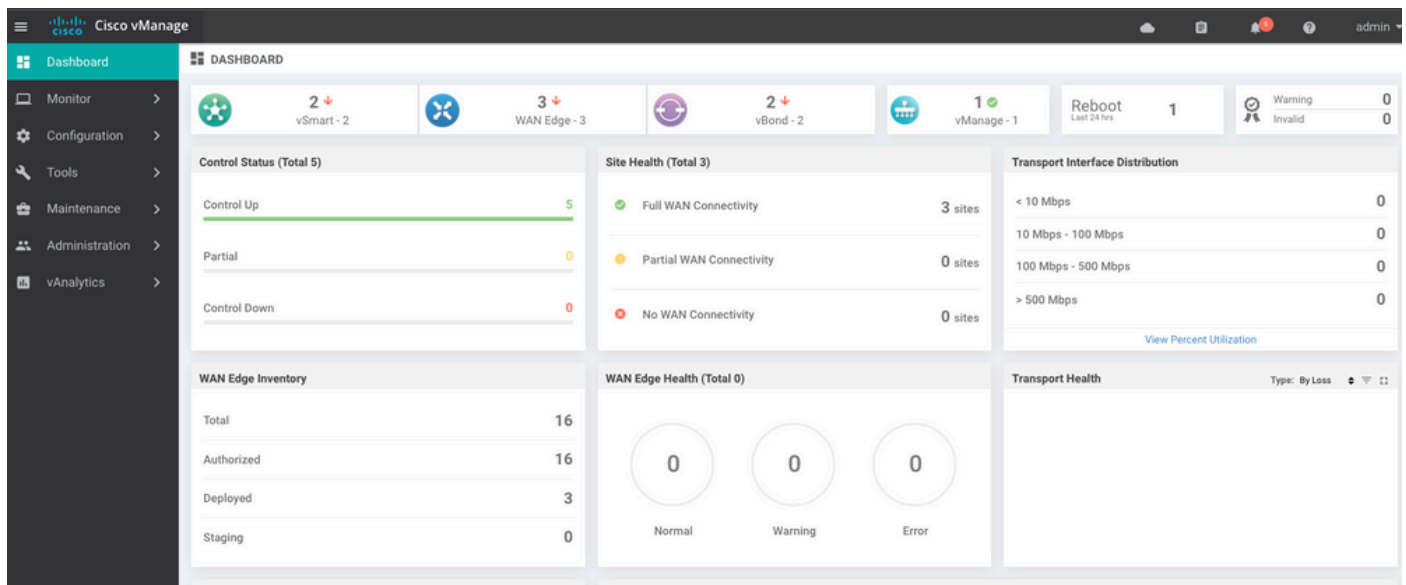 cisco Cisco vManage
admin
Dashboard
Monitor
Configuration
Tools
Maintenance
Administration
vAnalytics
DASHBOARD
2
vSmart - 2
3
WAN Edge - 3
2
vBond - 2
1
vManage - 1
Reboot
Last 24 hrs
1
Warning 0
Invalid 0
Control Status (Total 5)
Control Up 5
Partial 0
Control Down 0
Site Health (Total 3)
Full WAN Connectivity 3 sites
Partial WAN Connectivity 0 sites
No WAN Connectivity 0 sites
Transport Interface Distribution
< 10 Mbps 0
10 Mbps - 100 Mbps 0
100 Mbps - 500 Mbps 0
> 500 Mbps 0
View Percent Utilization
WAN Edge Inventory
Total 16
Authorized 16
Deployed 3
Staging 0
WAN Edge Health (Total 0)
0
Normal
0
Warning
0
Error
Transport Health
Type: By Loss